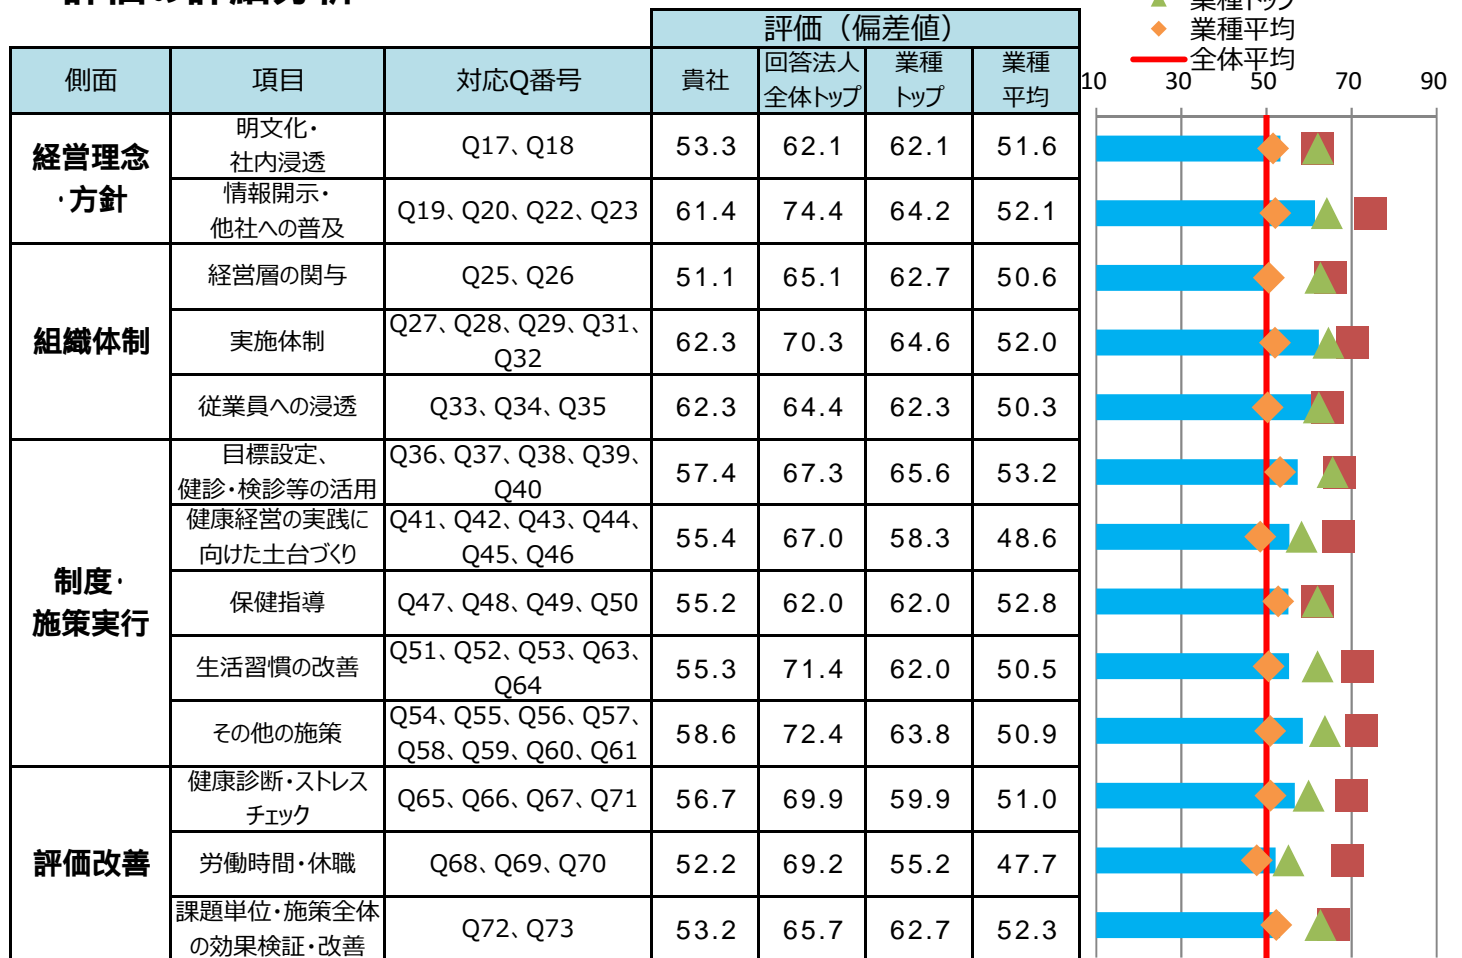 評価の詳細分析
業種トップ
業種平均
全体平均
評価（偏差値）
側面 項目 対応Q番号 貴社 回答法人 業種 業種
全体トップ トップ 平均
10 30 50 70 90
経営理念
・方針
明文化・
社内浸透
Q17、Q18 53.3 62.1 62.1 51.6
情報開示・
他社への普及
Q19、Q20、Q22、Q23 61.4 74.4 64.2 52.1
組織体制
経営層の関与 Q25、Q26 51.1 65.1 62.7 50.6
実施体制
Q27、Q28、Q29、Q31、
Q32
62.3 70.3 64.6 52.0
従業員への浸透 Q33、Q34、Q35 62.3 64.4 62.3 50.3
制度・
施策実行
目標設定、
健診・検診等の活用
Q36、Q37、Q38、Q39、
Q40
57.4 67.3 65.6 53.2
健康経営の実践に
向けた土台づくり
Q41、Q42、Q43、Q44、
Q45、Q46
55.4 67.0 58.3 48.6
保健指導 Q47、Q48、Q49、Q50 55.2 62.0 62.0 52.8
生活習慣の改善
Q51、Q52、Q53、Q63、
Q64
55.3 71.4 62.0 50.5
その他の施策
Q54、Q55、Q56、Q57、
Q58、Q59、Q60、Q61
58.6 72.4 63.8 50.9
評価改善
健康診断・ストレス
チェック
Q65、Q66、Q67、Q71 56.7 69.9 59.9 51.0
労働時間・休職 Q68、Q69、Q70 52.2 69.2 55.2 47.7
課題単位・施策全体
の効果検証・改善
Q72、Q73 53.2 65.7 62.7 52.3